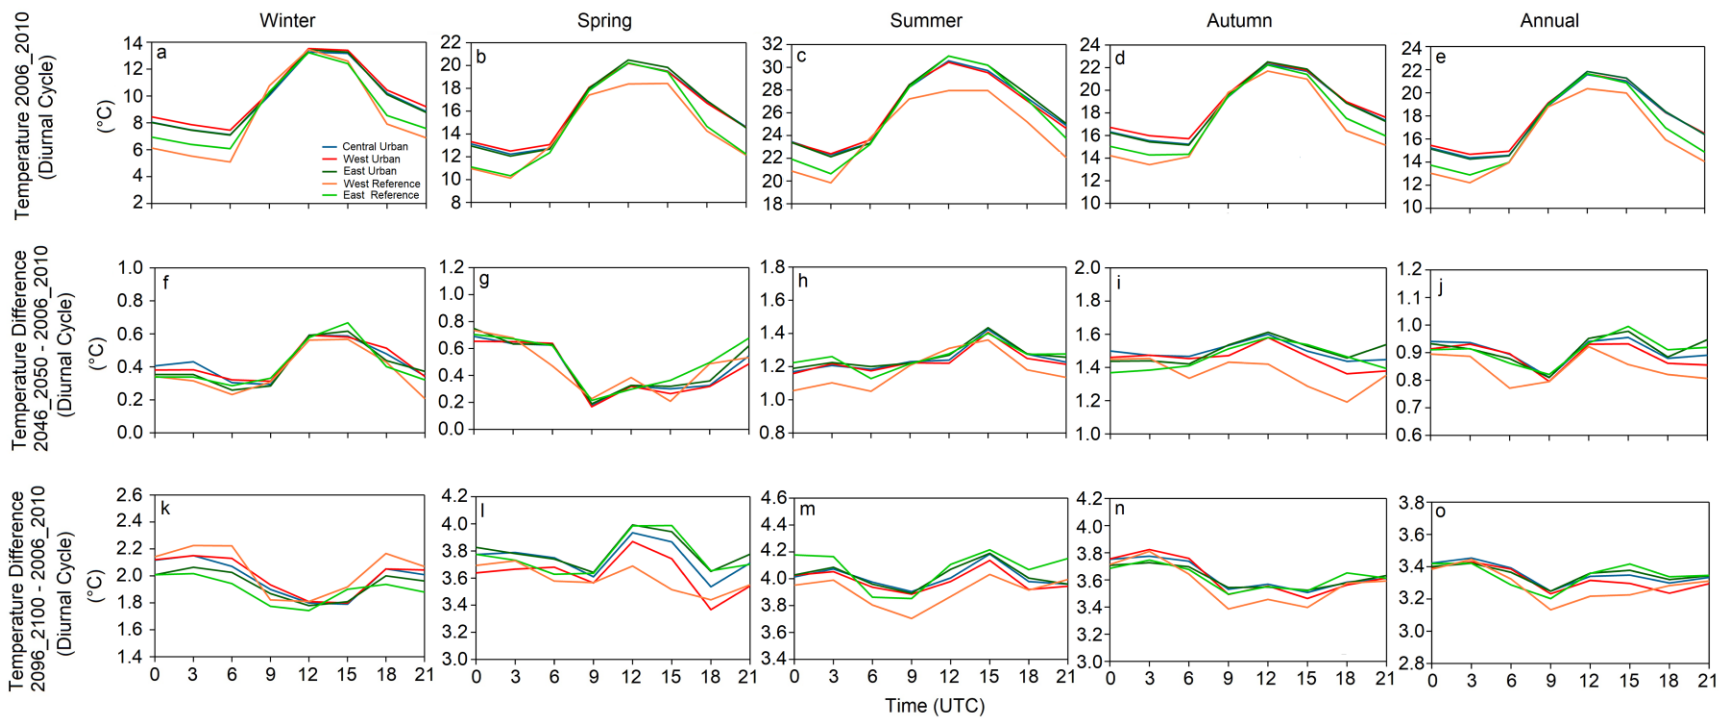 Winter
Spring
Summer
Autumn
Annual
Temperature 2006_2010
(Diurnal Cycle)
(°C)
a
14
12
10
8
6
4
2
Central Urban
West Urban
East Urban
West Reference
East Reference
b
22
20
18
16
14
12
10
8
c
32
30
28
26
24
22
20
18
d
24
22
20
18
16
14
12
10
e
24
22
20
18
16
14
12
10
Temperature Difference
2046_2050 - 2006_2010
(Diurnal Cycle)
(°C)
f
1.0
0.8
0.6
0.4
0.2
0.0
g
1.2
1.0
0.8
0.6
0.4
0.2
0.0
h
1.8
1.6
1.4
1.2
1.0
0.8
i
2.0
1.8
1.6
1.4
1.2
1.0
j
1.2
1.1
1.0
0.9
0.8
0.7
0.6
Temperature Difference
2096_2100 - 2006_2010
(Diurnal Cycle)
(°C)
k
2.6
2.4
2.2
2.0
1.8
1.6
1.4
0 3 6 9 12 15 18 21
l
4.2
4.0
3.8
3.6
3.4
3.2
3.0
0 3 6 9 12 15 18 21
m
4.6
4.4
4.2
4.0
3.8
3.6
3.4
0 3 6 9 12 15 18 21
n
4.2
4.0
3.8
3.6
3.4
3.2
3.0
0 3 6 9 12 15 18 21
o
3.8
3.6
3.4
3.2
3.0
2.8
0 3 6 9 12 15 18 21
Time (UTC)